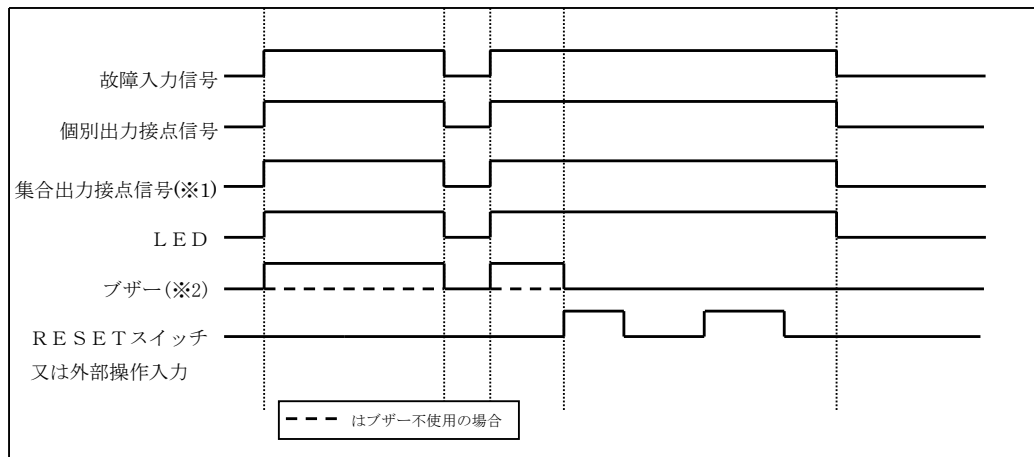 故障入力信号
個別出力接点信号
集合出力接点信号(※1)
ＬＥＤ
ブザー(※2)
ＲＥＳＥＴスイッチ
又は外部操作入力
はブザー不使用の場合